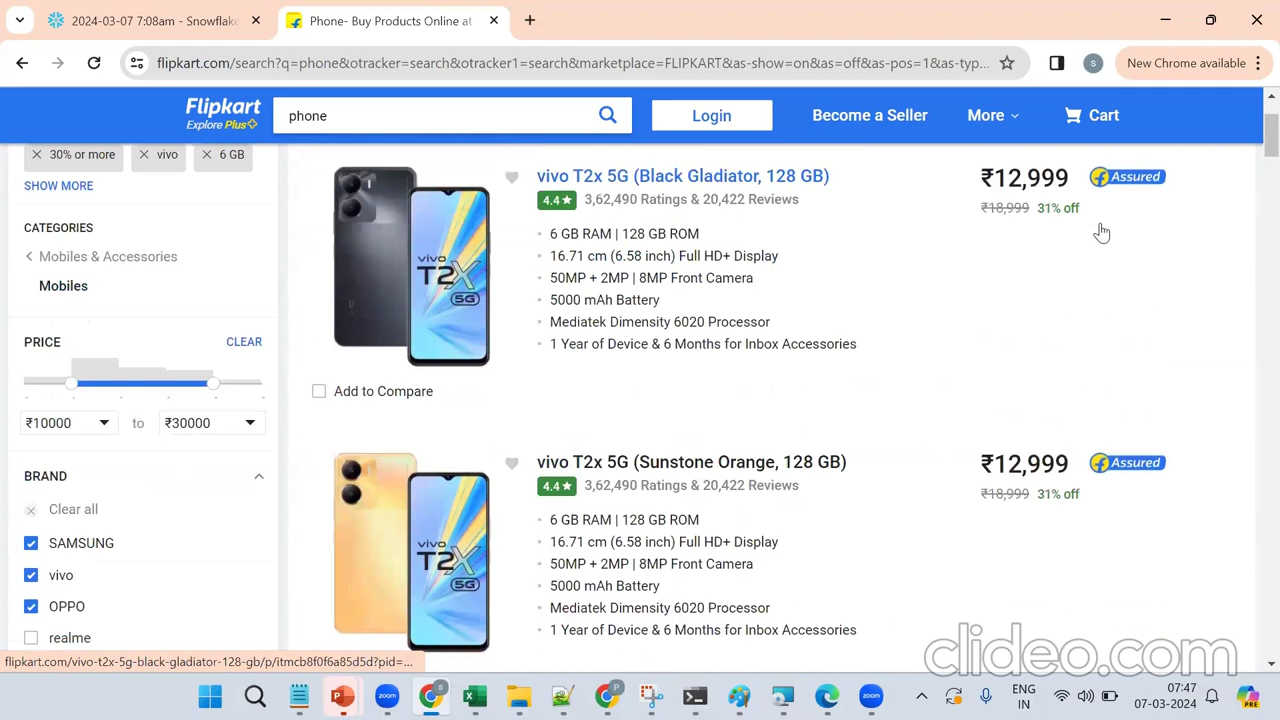 2024-03-07 7:08am - Snowflake
Phone- Buy Products Online at
flipkart.com/search?q=phone&otracker=search&otracker1=search&marketplace=FLIPKART&as-show=on&as=off&as-pos=1&as-typ...
s
New Chrome available
Flipkart
Explore Plus
phone
Login
Become a Seller
More
Cart
30% or more
vivo
6 GB
SHOW MORE
CATEGORIES
Mobiles & Accessories
Mobiles
PRICE
CLEAR
₹10000
to
₹30000
BRAND
Clear all
SAMSUNG
vivo
OPPO
realme
vivo
T2X
5G
vivo T2x 5G (Black Gladiator, 128 GB)
4.4★
3,62,490 Ratings & 20,422 Reviews
6 GB RAM | 128 GB ROM
16.71 cm (6.58 inch) Full HD+ Display
50MP + 2MP | 8MP Front Camera
5000 mAh Battery
Mediatek Dimensity 6020 Processor
1 Year of Device & 6 Months for Inbox Accessories
₹12,999
Assured
₹18,999 31% off
Add to Compare
vivo
T2X
5G
vivo T2x 5G (Sunstone Orange, 128 GB)
4.4★
3,62,490 Ratings & 20,422 Reviews
6 GB RAM | 128 GB ROM
16.71 cm (6.58 inch) Full HD+ Display
50MP + 2MP | 8MP Front Camera
5000 mAh Battery
Mediatek Dimensity 6020 Processor
1 Year of Device & 6 Months for Inbox Accessories
₹12,999
Assured
₹18,999 31% off
flipkart.com/vivo-t2x-5g-black-gladiator-128-gb/p/itmcb8f0f6a85d5d?pid=...
clideo.com
zoom
zoom
ENG
IN
07:47
07-03-2024
PRE